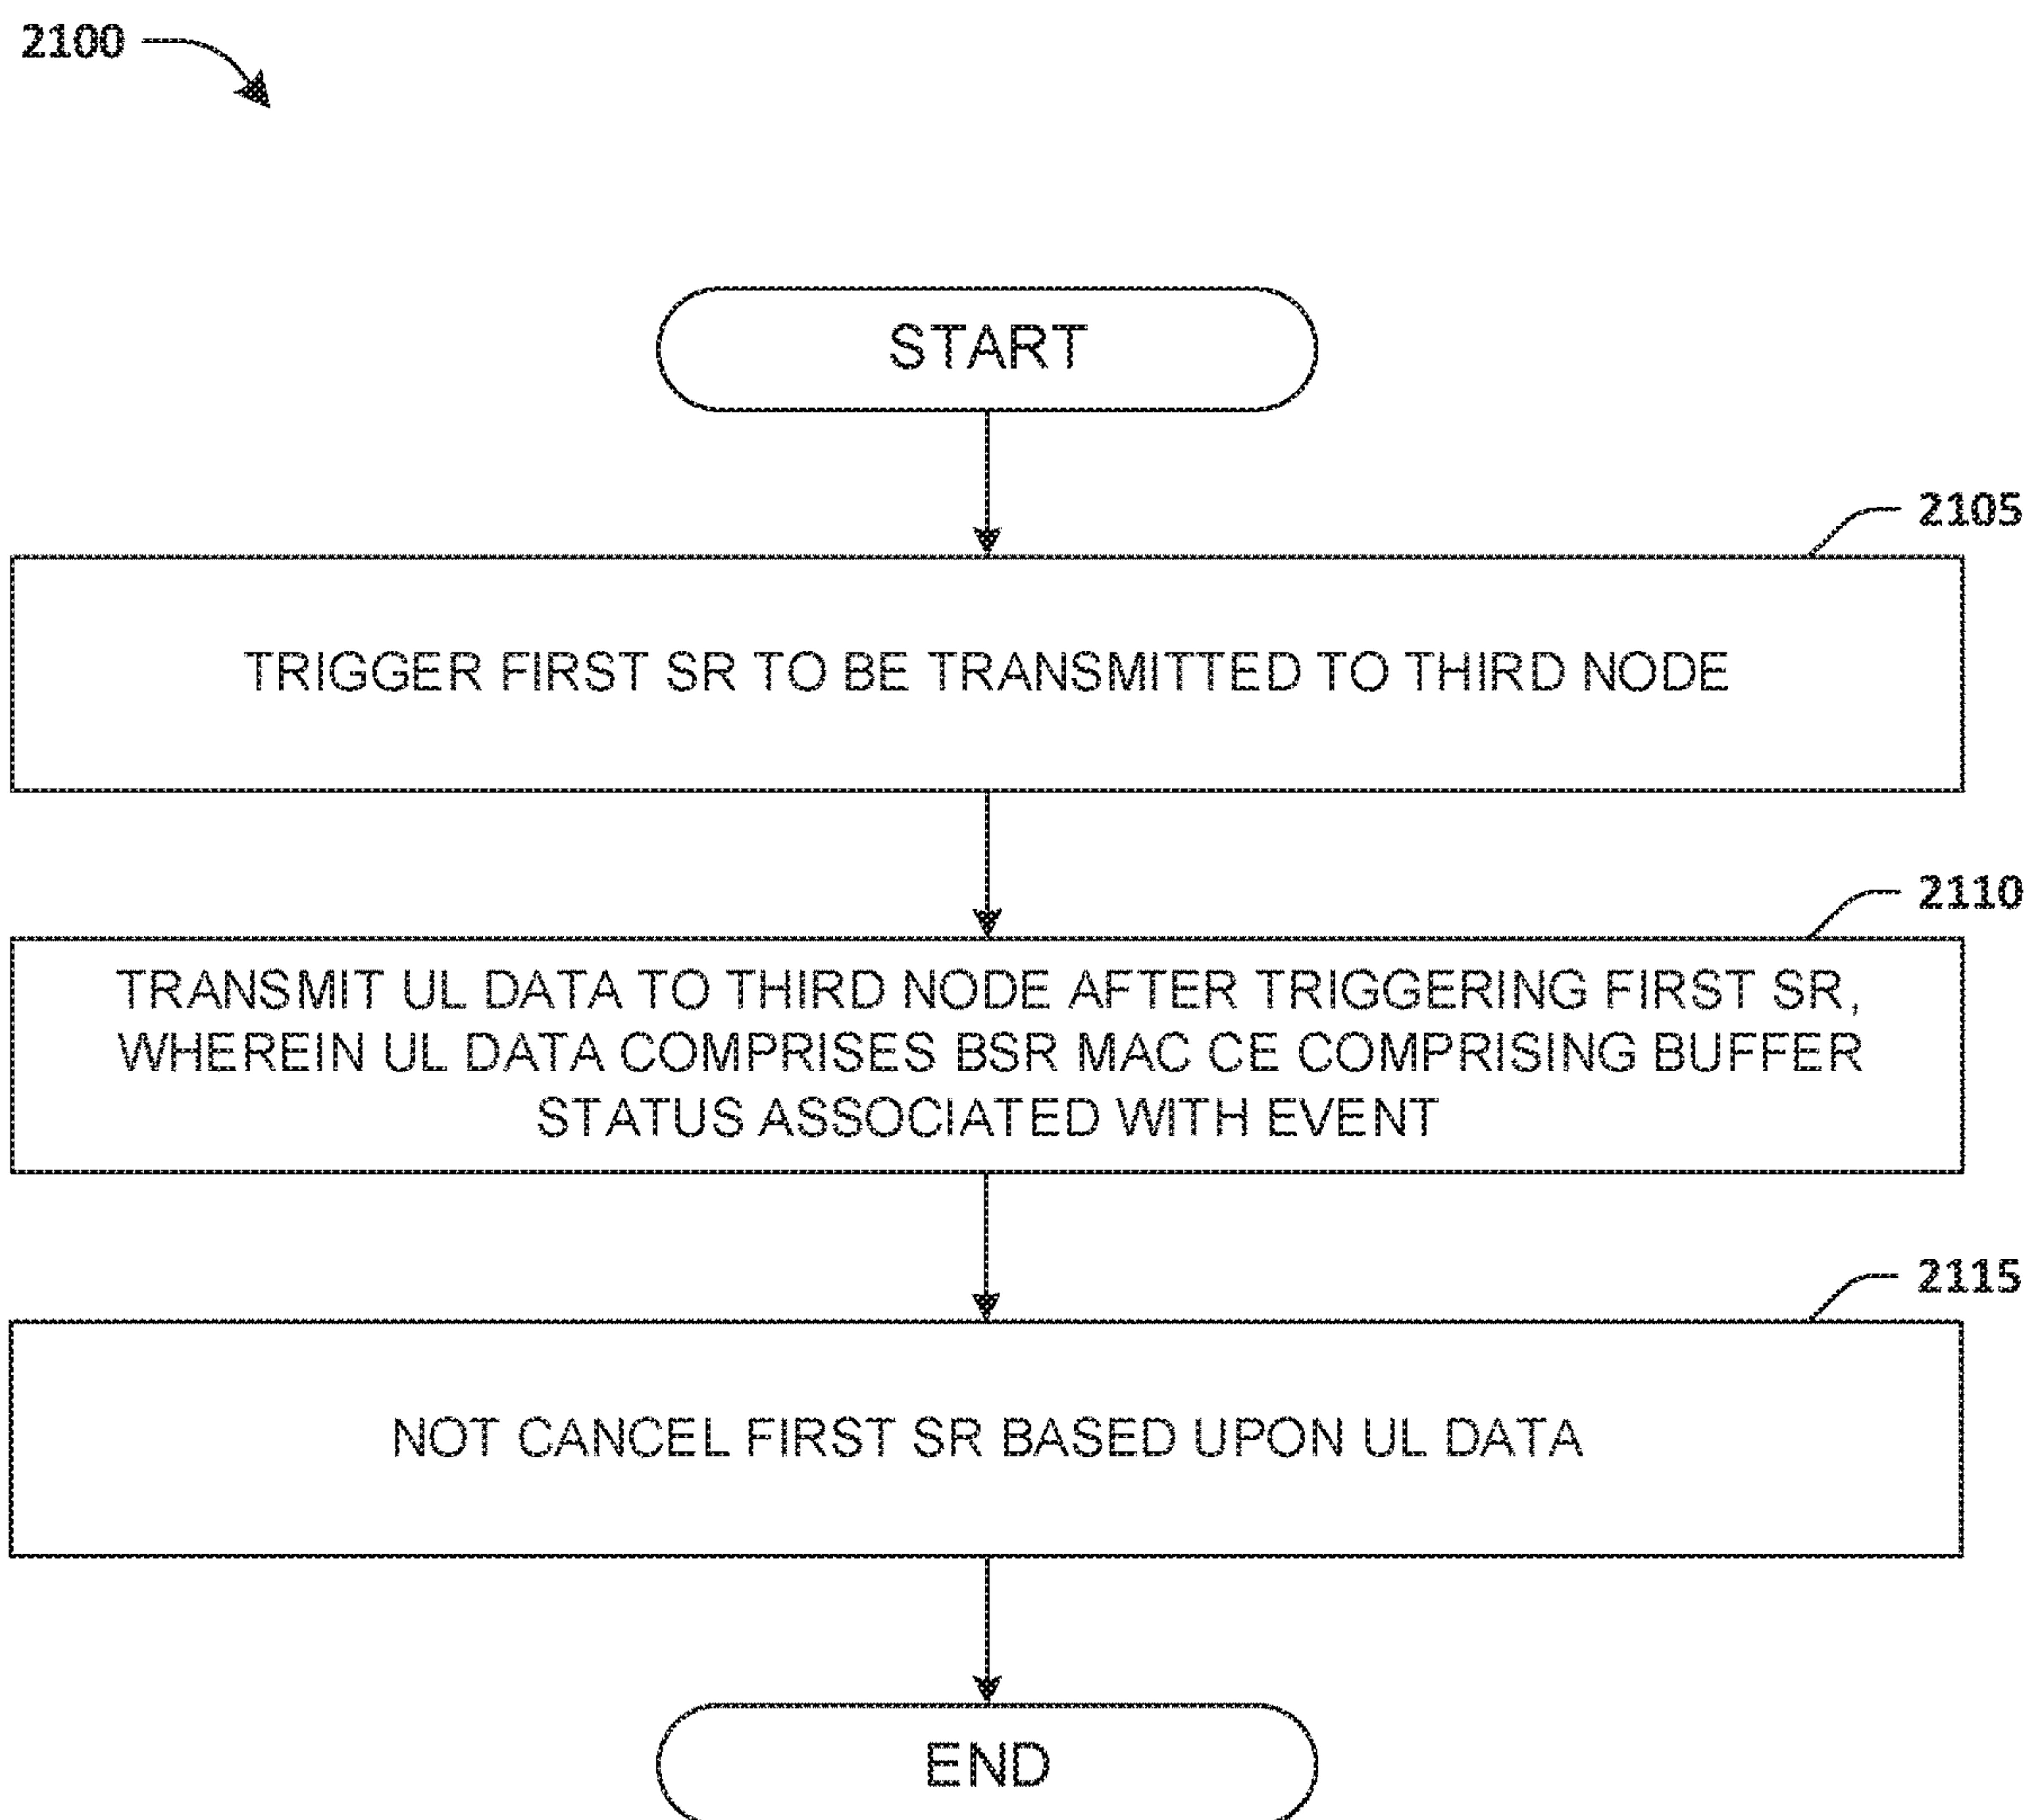 2100
START
2105
TRIGGER FIRST SR TO BE TRANSMITTED TO THIRD NODE
2110
TRANSMIT UL DATA TO THIRD NODE AFTER TRIGGERING FIRST SR,
WHEREIN UL DATA COMPRISES BSR MAC CE COMPRISING BUFFER
STATUS ASSOCIATED WITH EVENT
2115
NOT CANCEL FIRST SR BASED UPON UL DATA
END